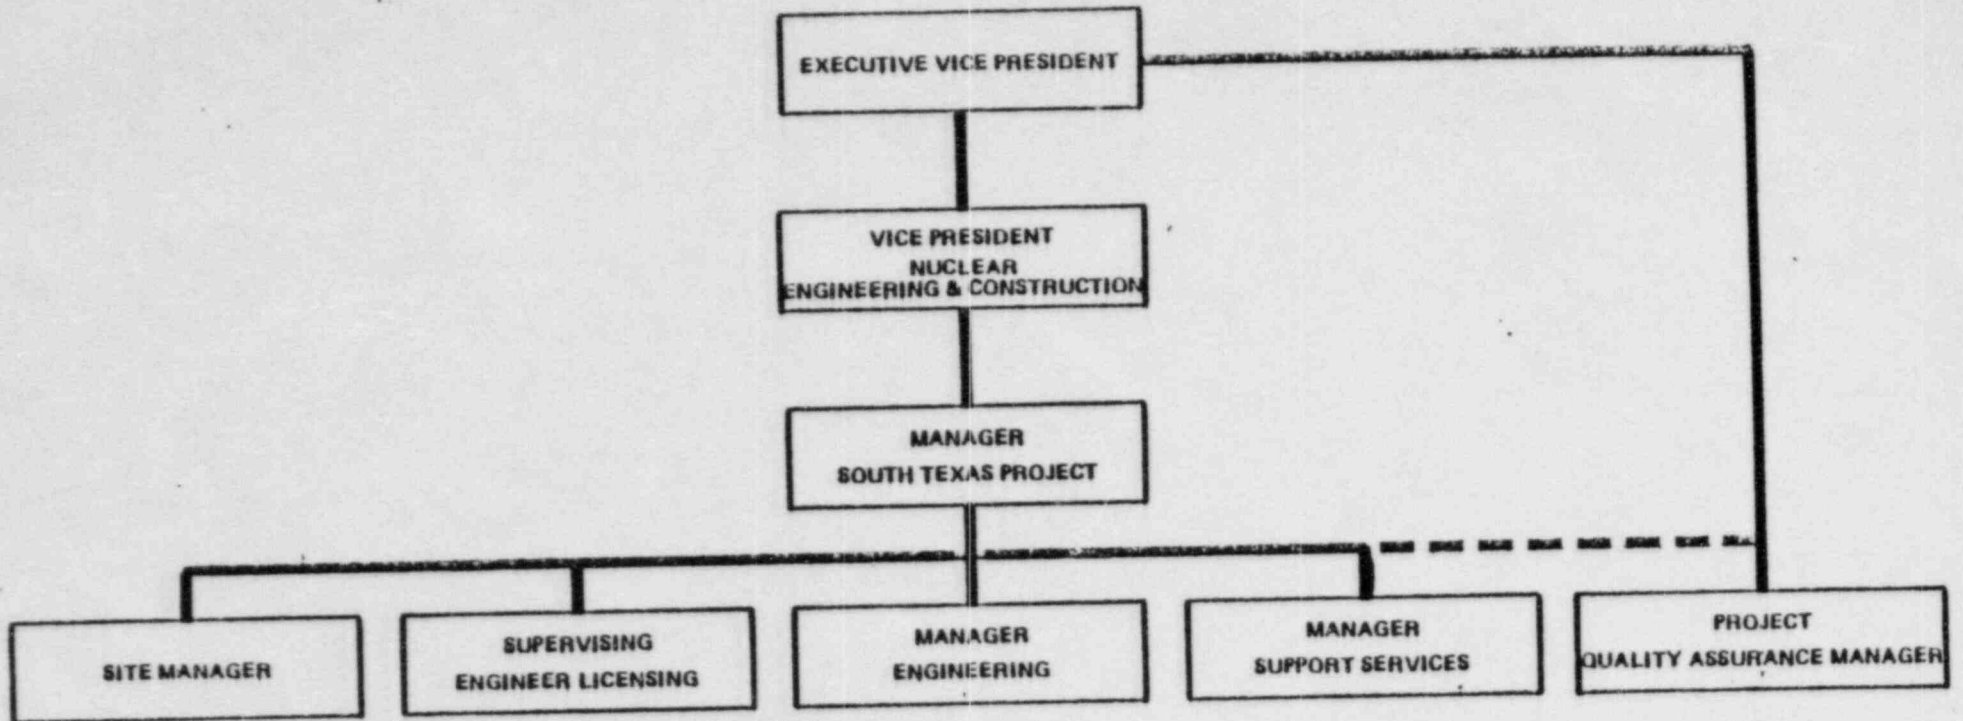 EXECUTIVE VICE PRESIDENT
VICE PRESIDENT
NUCLEAR
ENGINEERING & CONSTRUCTION
MANAGER
SOUTH TEXAS PROJECT
SITE MANAGER
SUPERVISING
ENGINEER LICENSING
MANAGER
ENGINEERING
MANAGER
SUPPORT SERVICES
PROJECT
QUALITY ASSURANCE MANAGER